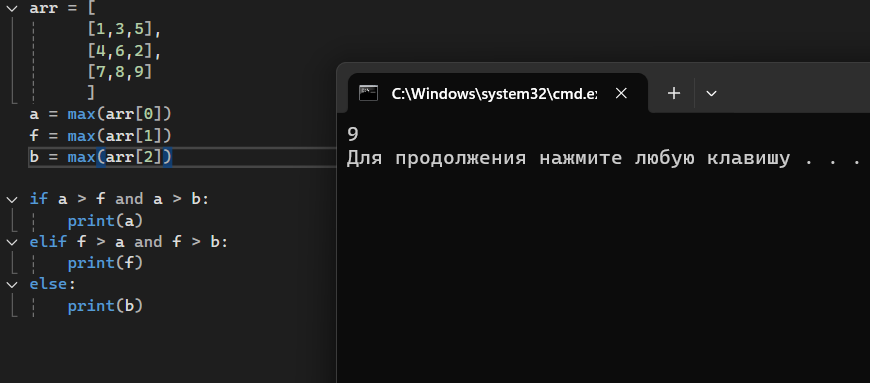 arr = [
[1,3,5],
[4,6,2],
[7,8,9]
]
a = max(arr[0])
f = max(arr[1])
b = max(arr[2])
if a > f and a > b:
print(a)
elif f > a and f > b:
print(f)
else:
print(b)
C:\Windows\system32\cmd.ex
9
Для продолжения нажмите любую клавишу . . .